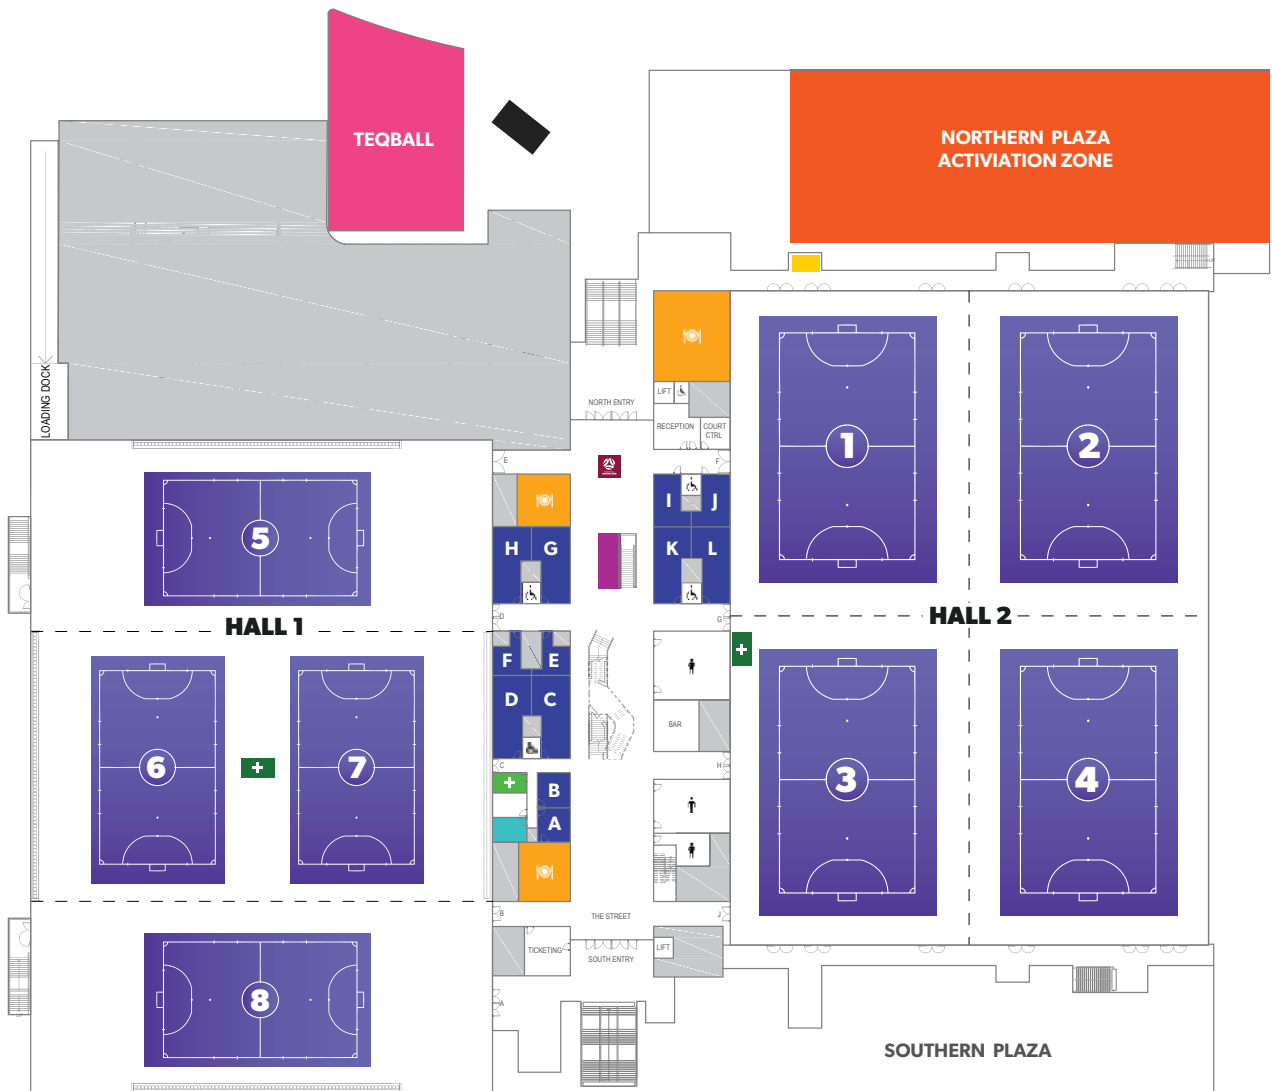 TEQBALL
NORTHERN PLAZA
ACTIVIATION ZONE
LOADING DOCK
NORTH ENTRY
LIFT
RECEPTION
COURT
CTRL
E
F
1
2
5
I
J
H
G
K
L
D
G
HALL 1
HALL 2
F
E
D
C
BAR
6
7
3
4
C
H
B
A
THE STREET
B
J
TICKETING
SOUTH ENTRY
LIFT
8
A
SOUTHERN PLAZA